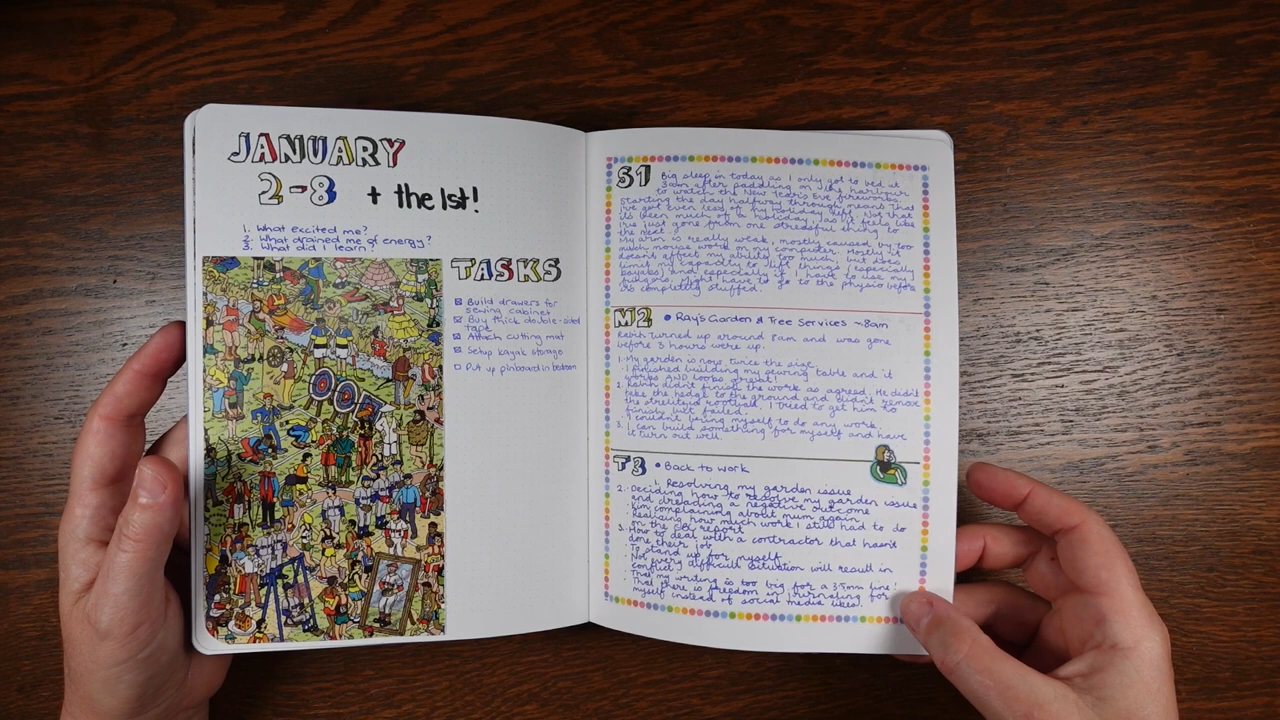 JANUARY
2-8 + the 1st!
1. What excited me?
2. What drained me of energy?
3. What did I learn?
TASKS
Build drawers for
sewing cabinet
Buy thick double-sided
tape
Attach cutting mat
Setup kayak storage
Put up pinboard in bedroom
S1
Big sleep in today as I only got to bed at
3am after paddling on the harbour
to watch the New Year's Eve fireworks.
Starting the day halfway through meant that
I've got even less of my holiday left. Not that
it's been much of a holiday, as it feels like
I've just gone from one stressful thing to
the next.
My arm is really weak, mostly caused by too
much mouse work on my computer. Mostly it
doesn't affect my ability too much, but does
limit my capacity to lift things (especially
kayaks) and especially if I have to use my
fingers. Might have to go to the physio before
it's completely stuffed.
M2 • Ray's Garden & Tree Services ~8am
Robin turned up around 8am and was gone
before 3 hours were up.
1. My garden is now twice the size
· I finished building my sewing table and it
works AND looks great!
2. Robin didn't finish the work as agreed. He didn't
take the hedge to the ground and didn't remove
the strelitzia rootball. I tried to get him to
finish but failed.
· I couldn't bring myself to do any work.
3. I can build something for myself and have
it turn out well.
T3 • Back to work
1. Resolving my garden issue
2. Deciding how to resolve my garden issue
and dreading a negative outcome
· Kim complaining about mum again
· Realising how much work I still had to do
on the report
3. How to deal with a contractor that hasn't
done their job
· To stand up for myself
· Not every difficult situation will result in
conflict
· That my writing is too big for a 3.5mm line!
· That there is freedom in journaling for
myself instead of social media likes.